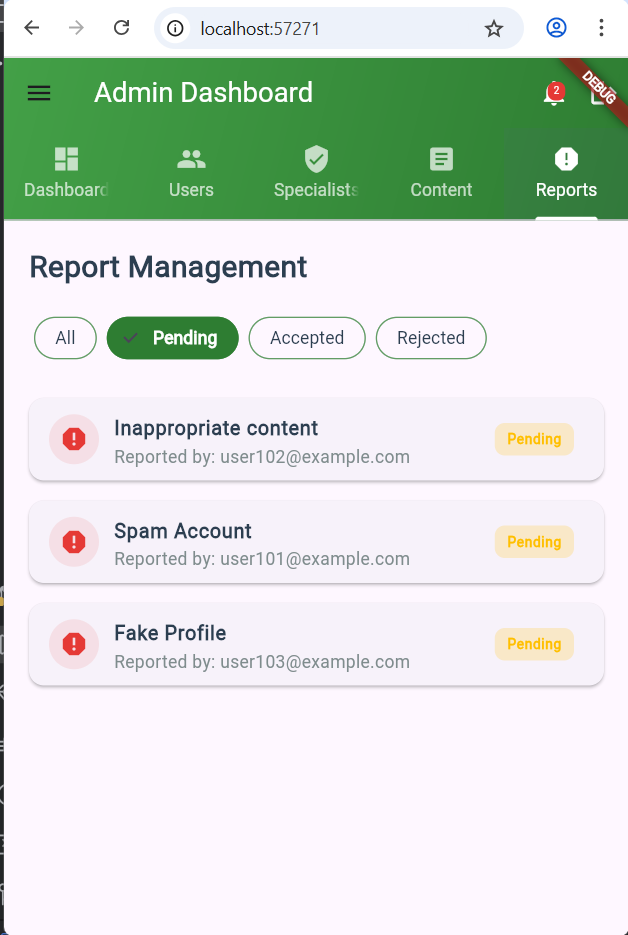 localhost:57271
Admin Dashboard
2
DEBUG
Dashboard Users Specialists Content Reports
Report Management
All Pending Accepted Rejected
Inappropriate content
Reported by: user102@example.com
Pending
Spam Account
Reported by: user101@example.com
Pending
Fake Profile
Reported by: user103@example.com
Pending